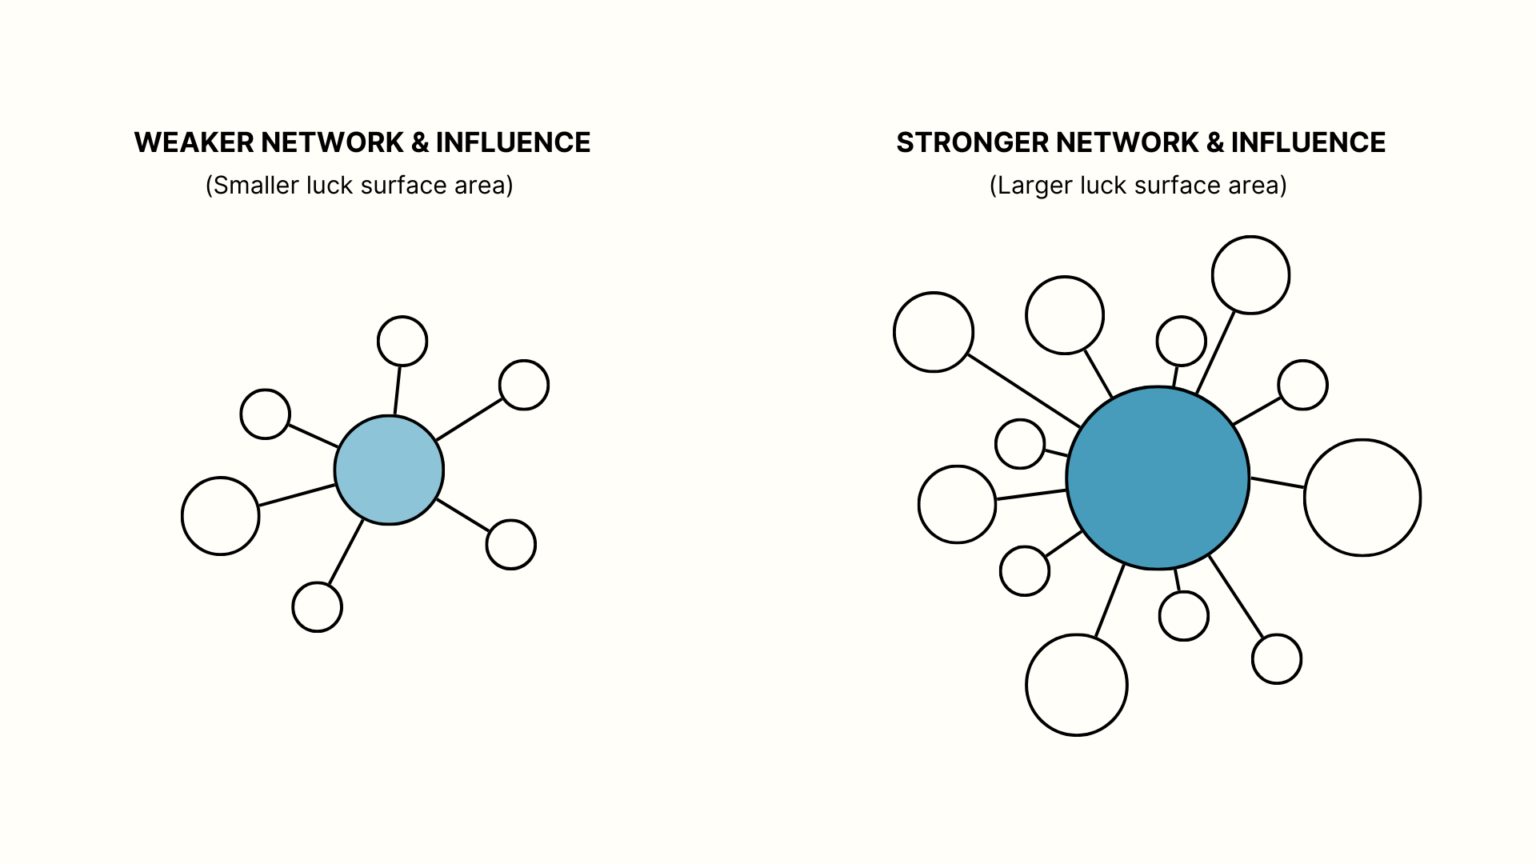 WEAKER NETWORK & INFLUENCE
(Smaller luck surface area)
STRONGER NETWORK & INFLUENCE
(Larger luck surface area)